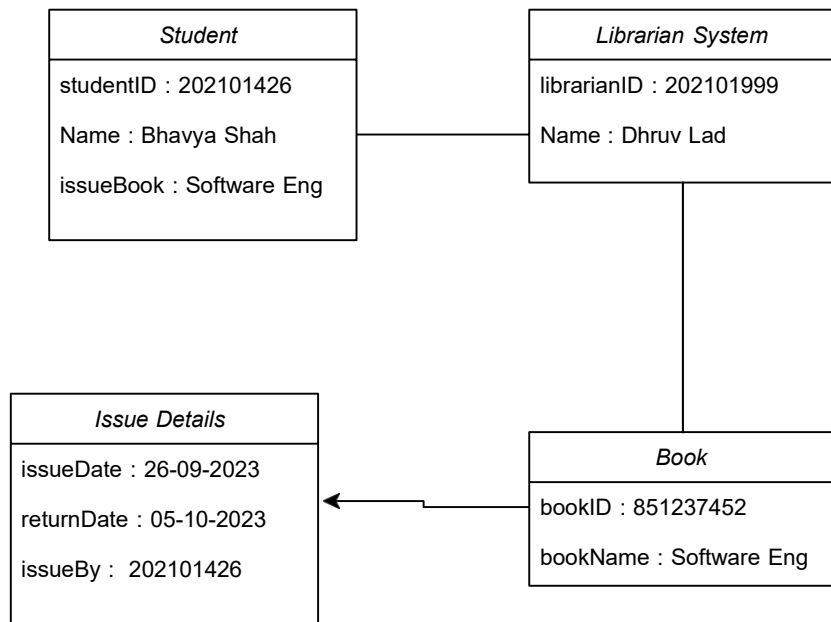 Student
studentID : 202101426
Name : Bhavya Shah
issueBook : Software Eng
Librarian System
librarianID : 202101999
Name : Dhruv Lad
Issue Details
issueDate : 26-09-2023
returnDate : 05-10-2023
issueBy :  202101426
Book
bookID : 851237452
bookName : Software Eng